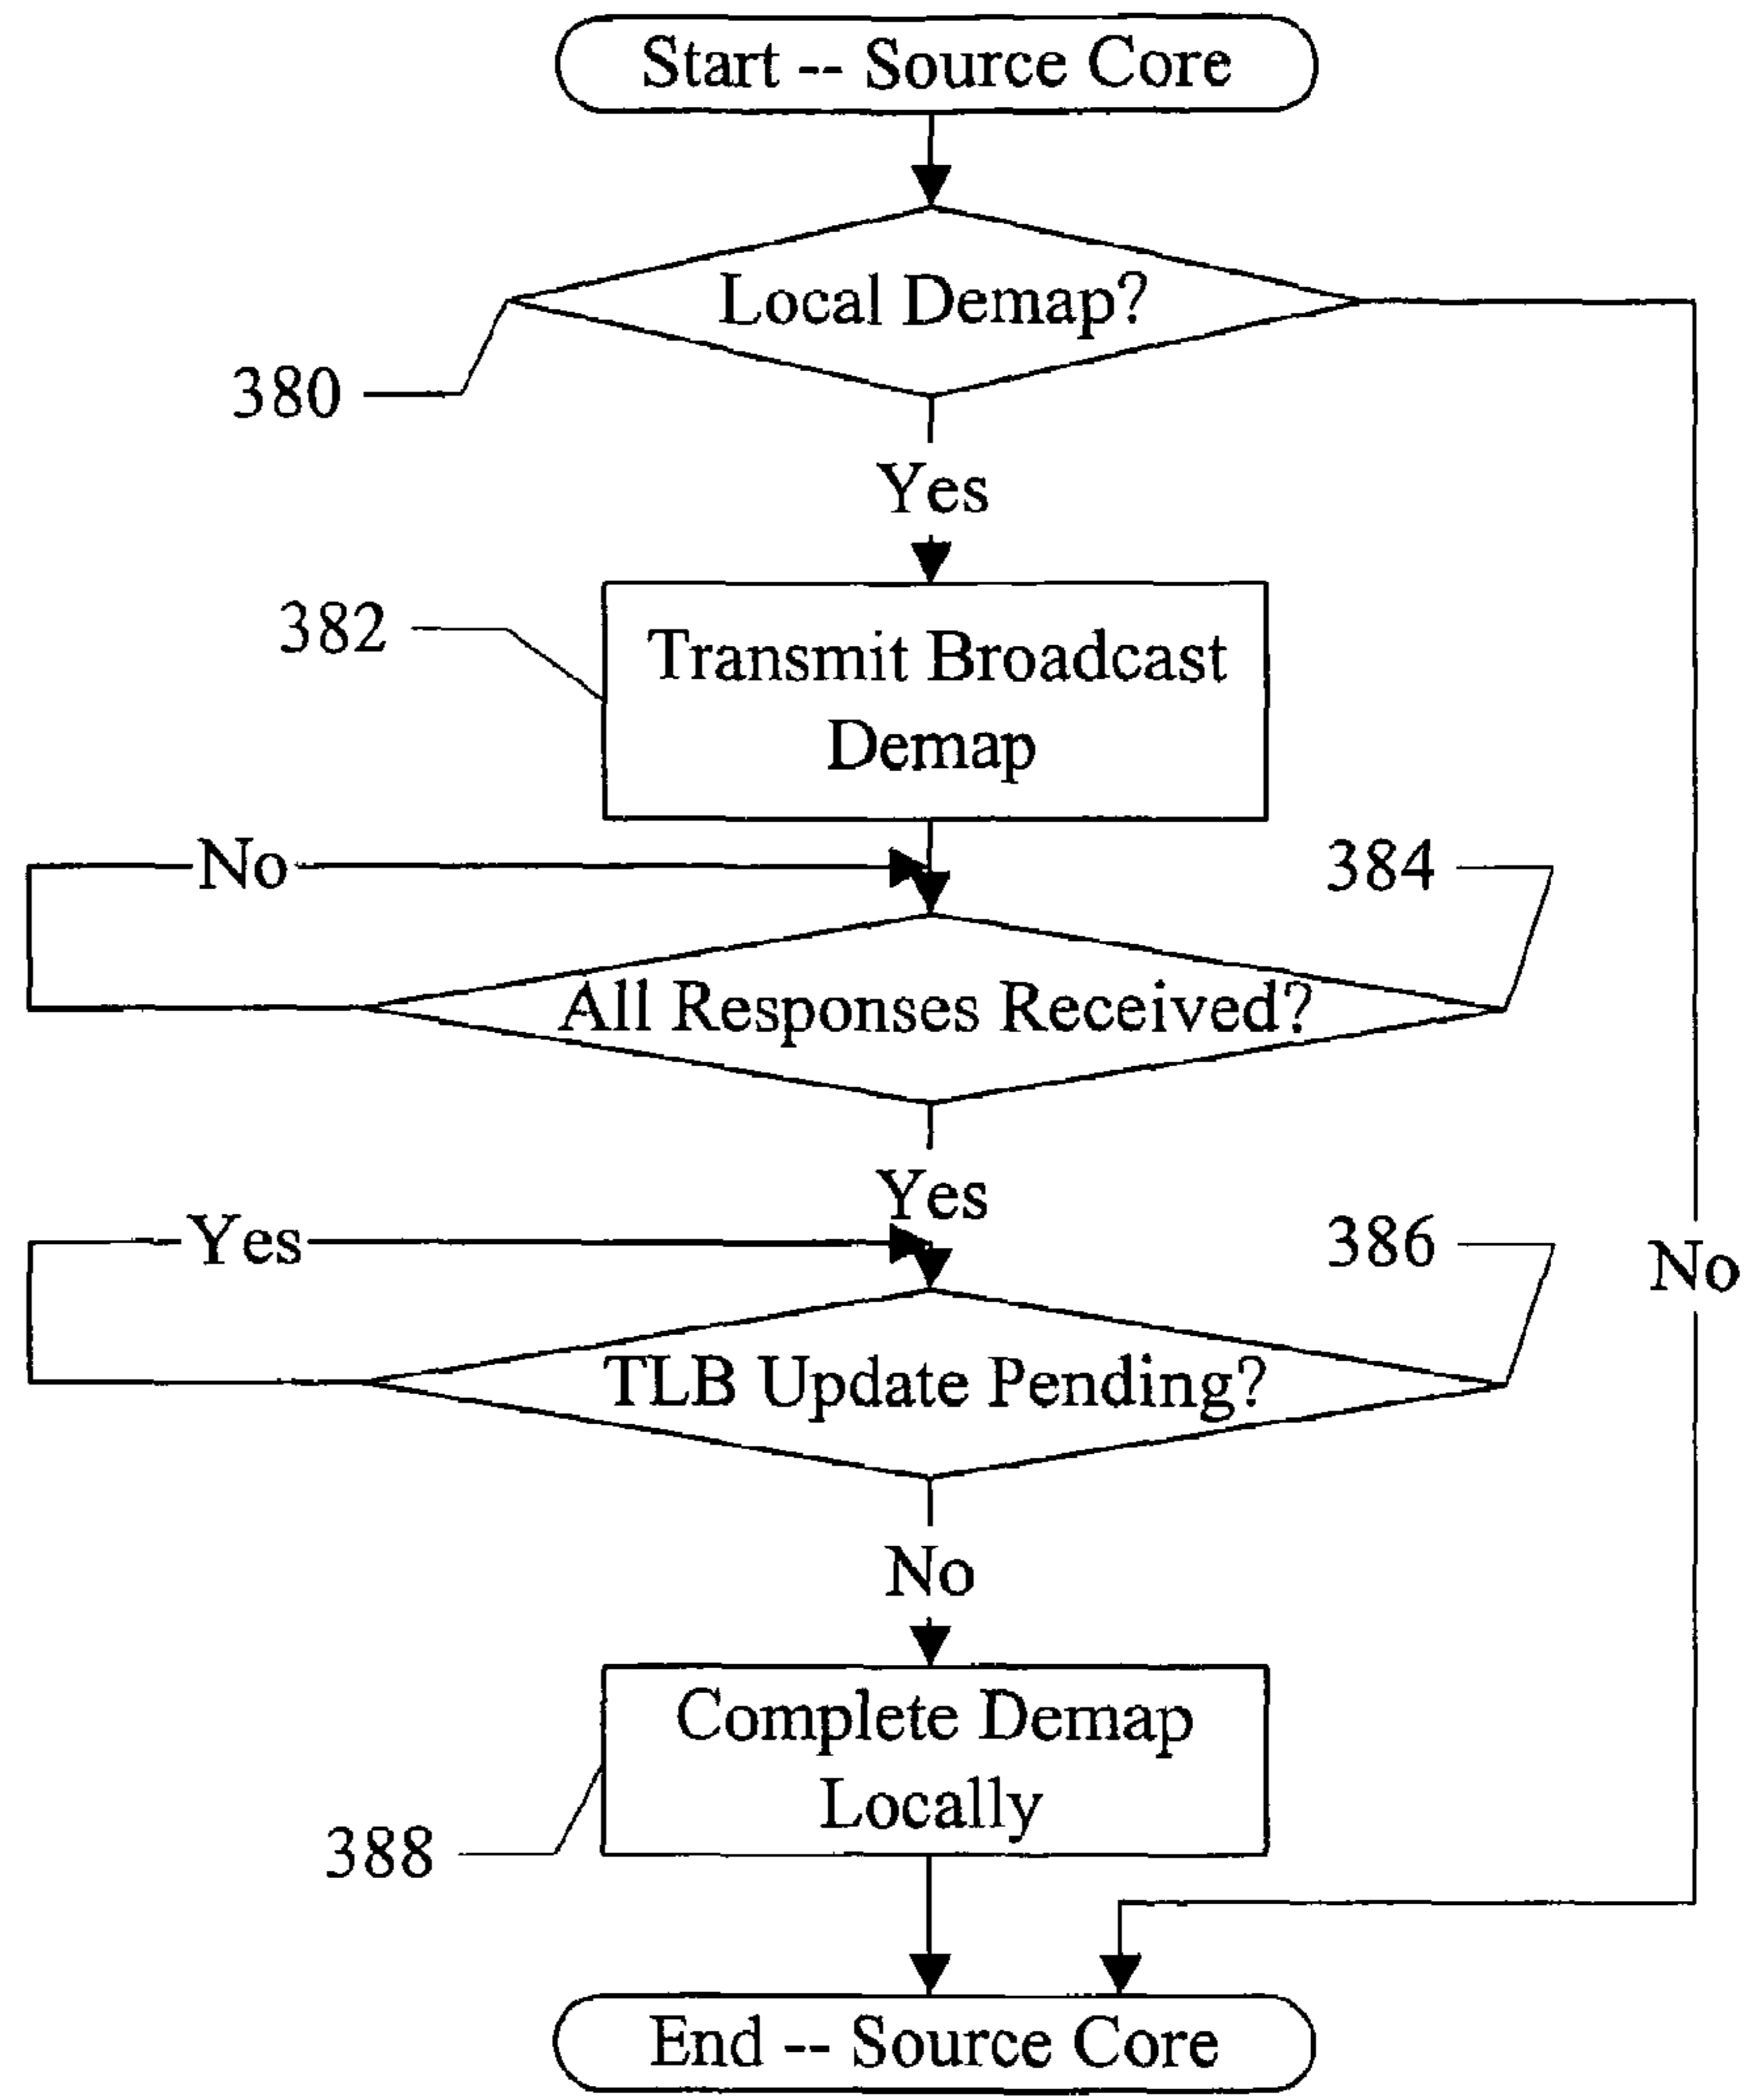 Start -- Source Core
Local Demap?
380
Yes
382
Transmit Broadcast
Demap
No
384
All Responses Received?
Yes
Yes
386
No
TLB Update Pending?
No
Complete Demap
Locally
388
End -- Source Core